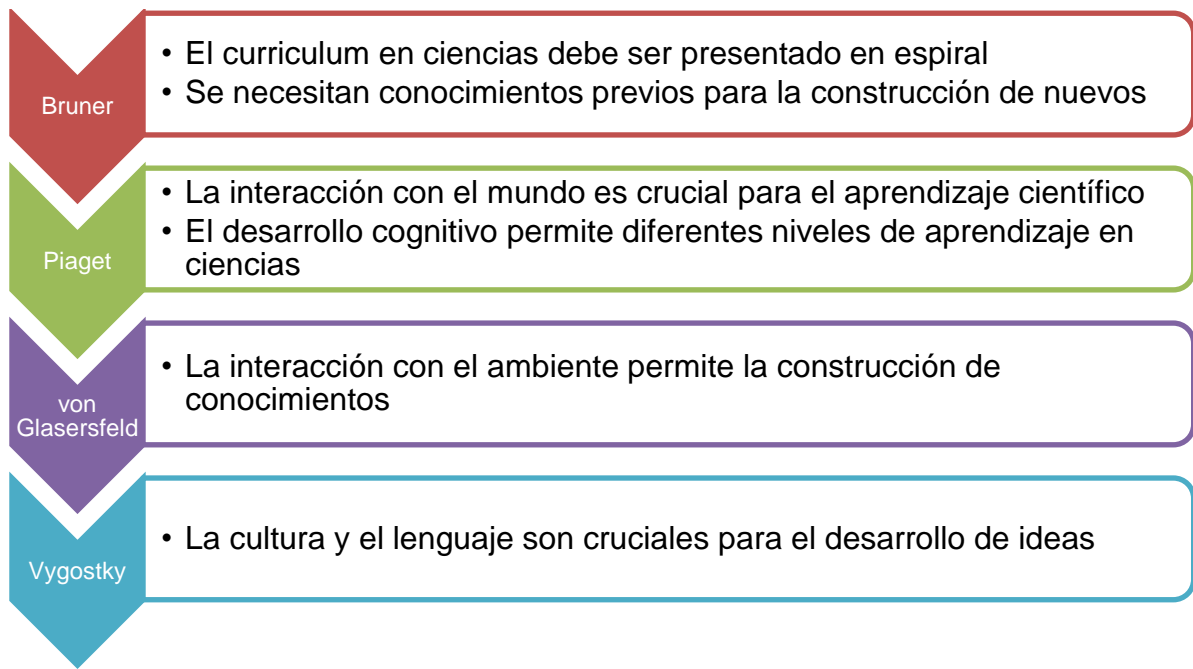 Bruner
• El curriculum en ciencias debe ser presentado en espiral
• Se necesitan conocimientos previos para la construcción de nuevos
Piaget
• La interacción con el mundo es crucial para el aprendizaje científico
• El desarrollo cognitivo permite diferentes niveles de aprendizaje en
ciencias
von
Glasersfeld
• La interacción con el ambiente permite la construcción de
conocimientos
Vygostky
• La cultura y el lenguaje son cruciales para el desarrollo de ideas